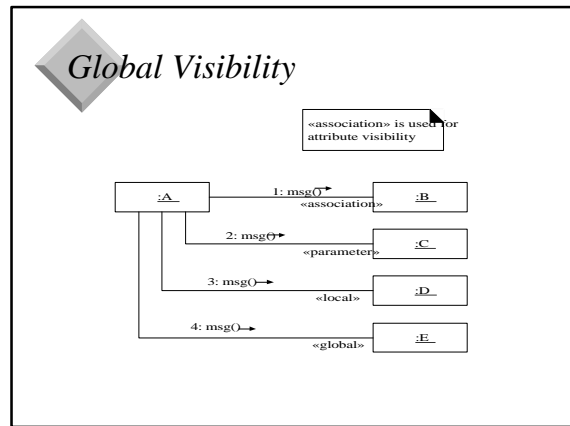 Global Visibility
«association» is used for
attribute visibility
:A
1: msg()
«association»
:B
2: msg()
«parameter»
:C
3: msg()
«local»
:D
4: msg()
«global»
:E